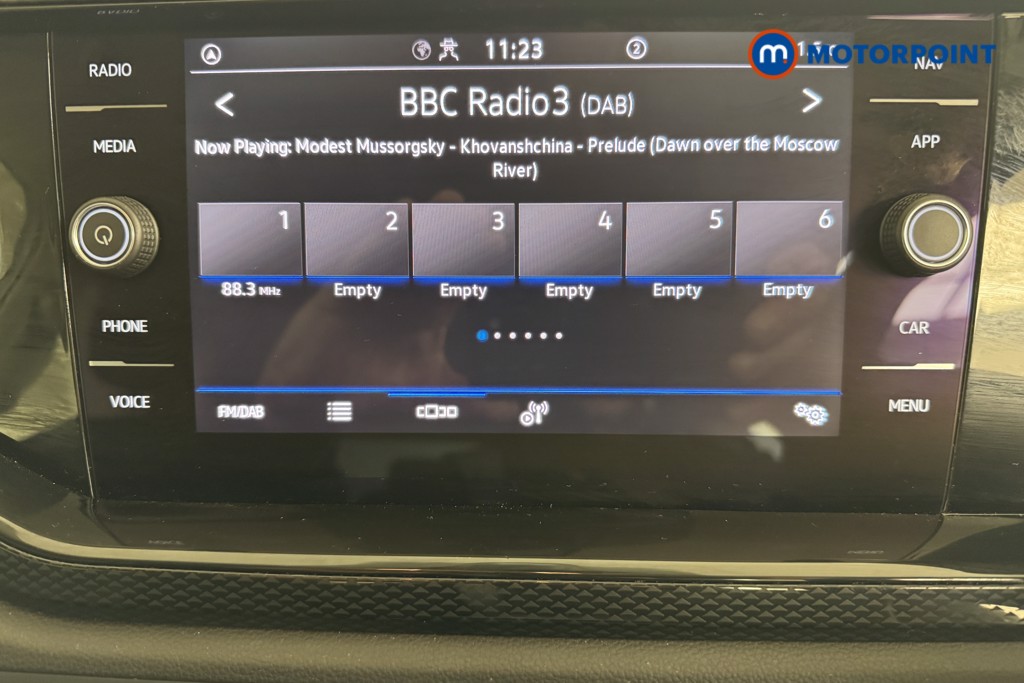 RADIO
MEDIA
PHONE
VOICE
11:23
2
m MOTORPOINT
NAV
APP
CAR
MENU
< BBC Radio3 (DAB) >
Now Playing: Modest Mussorgsky - Khovanshchina - Prelude (Dawn over the Moscow
River)
1 2 3 4 5 6
88.3 MHz Empty Empty Empty Empty Empty
FM/DAB